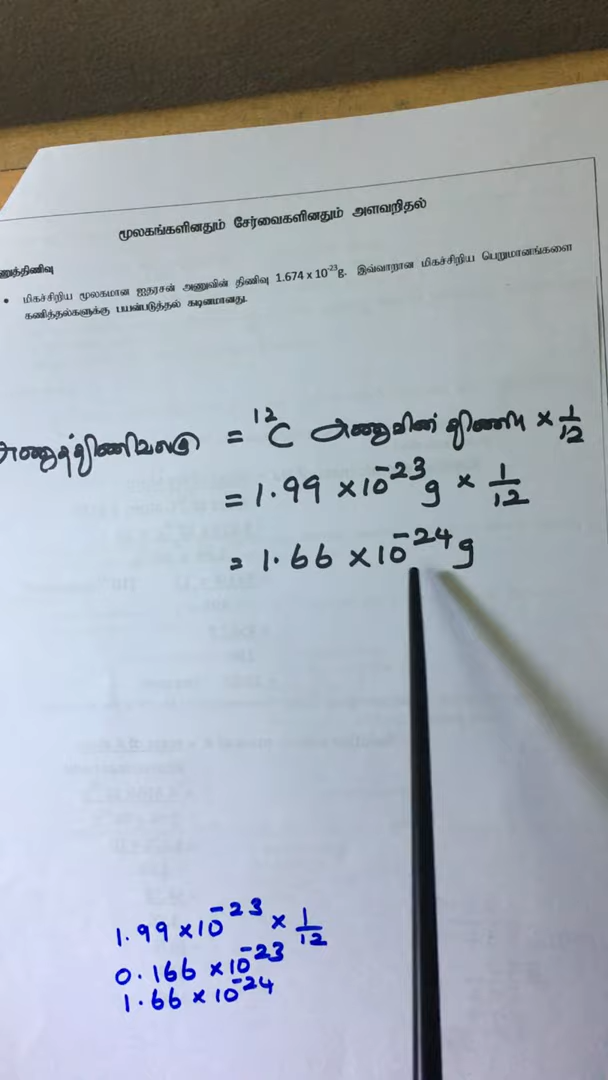 மூலகங்களினதும் சேர்வைகளினதும் அளவறிதல்
ணுத்திணிவு
• மிகச்சிறிய மூலகமான ஐதரசன் அணுவின் திணிவு 1.674 x 10⁻²³g. இவ்வாறான மிகச்சிறிய பெறுமானங்களை
கணித்தல்களுக்கு பயன்படுத்தல் கடினமானது.
அணுத்திணிவலகு = ¹²C அணுவின் திணிவு × 1/12
= 1.99 × 10⁻²³ g × 1/12
= 1.66 × 10⁻²⁴ g
1.99 × 10⁻²³ × 1/12
0.166 × 10⁻²³
1.66 × 10⁻²⁴